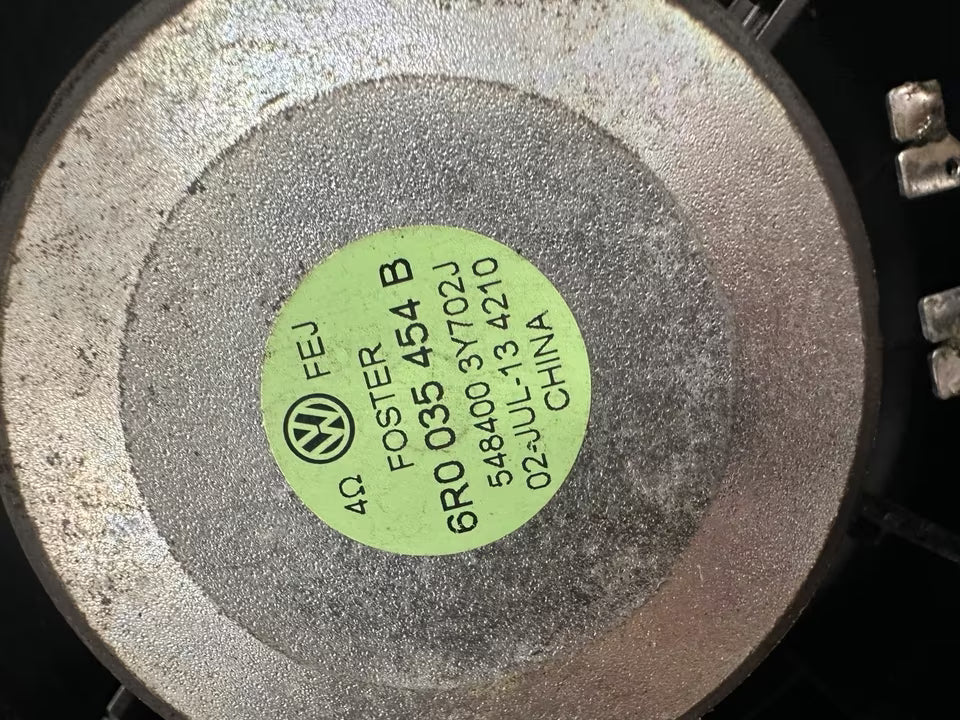 4Ω FEJ
FOSTER
6R0 035 454 B
548400 3Y702J
02-JUL-13 4210
CHINA